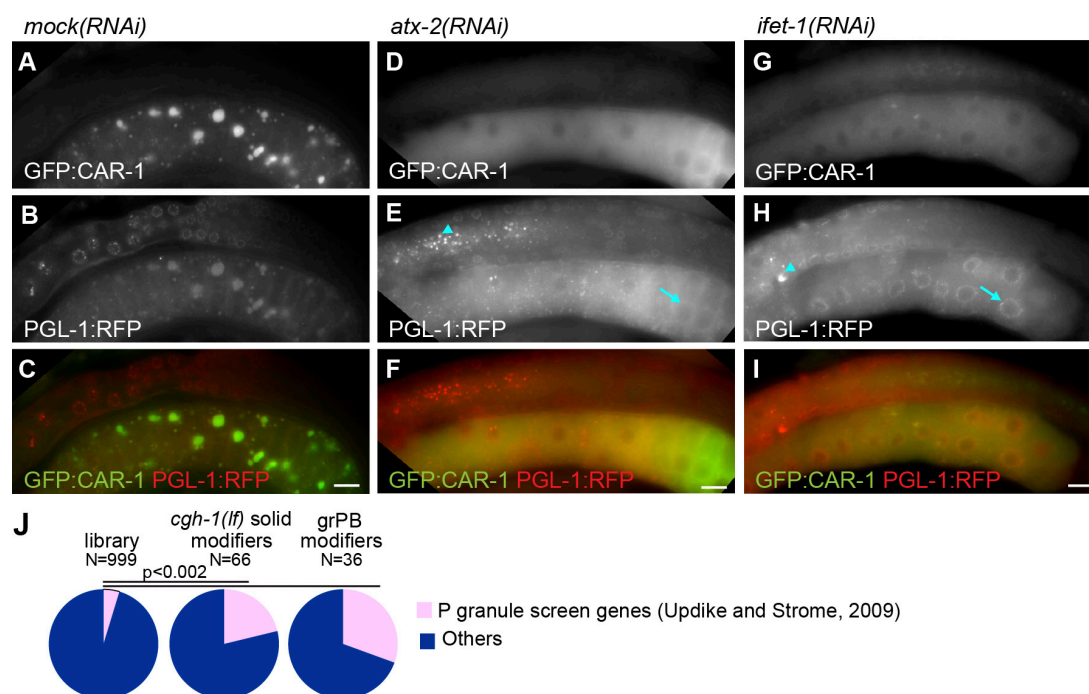 mock(RNAi) atx-2(RNAi) ifet-1(RNAi)
A D G
GFP:CAR-1 GFP:CAR-1 GFP:CAR-1
B E H
PGL-1:RFP PGL-1:RFP PGL-1:RFP
C F I
GFP:CAR-1 PGL-1:RFP GFP:CAR-1 PGL-1:RFP GFP:CAR-1 PGL-1:RFP
J
library
N=999
cgh-1(lf) solid
modifiers
N=66
grPB
modifiers
N=36
p<0.002
P granule screen genes (Updike and Strome, 2009)
Others